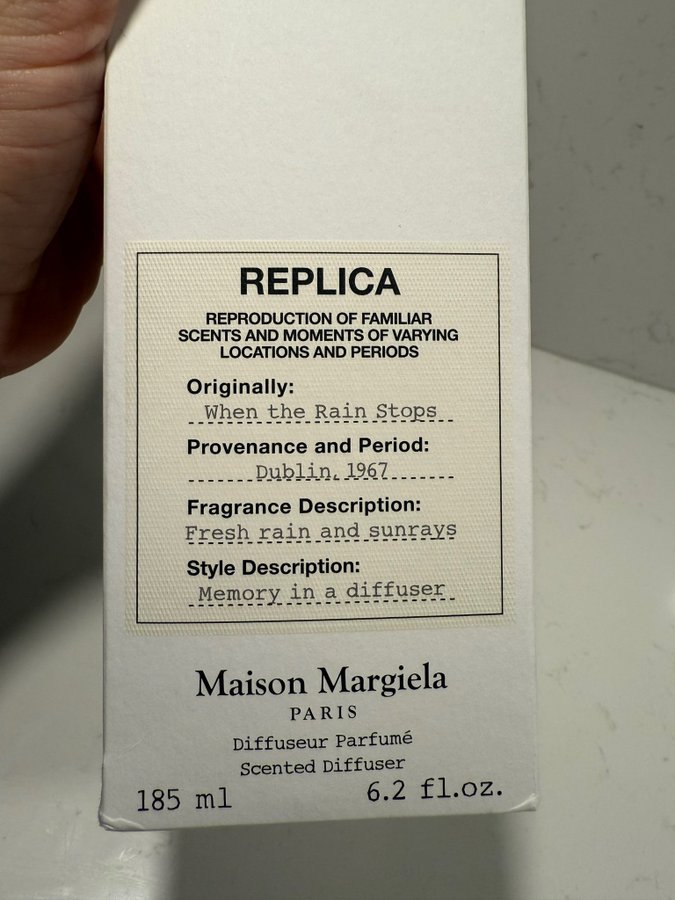 REPLICA
REPRODUCTION OF FAMILIAR
SCENTS AND MOMENTS OF VARYING
LOCATIONS AND PERIODS
Originally:
When the Rain Stops
Provenance and Period:
Dublin, 1967
Fragrance Description:
Fresh rain and sunrays
Style Description:
Memory in a diffuser
Maison Margiela
PARIS
Diffuseur Parfumé
Scented Diffuser
185 ml 6.2 fl.oz.